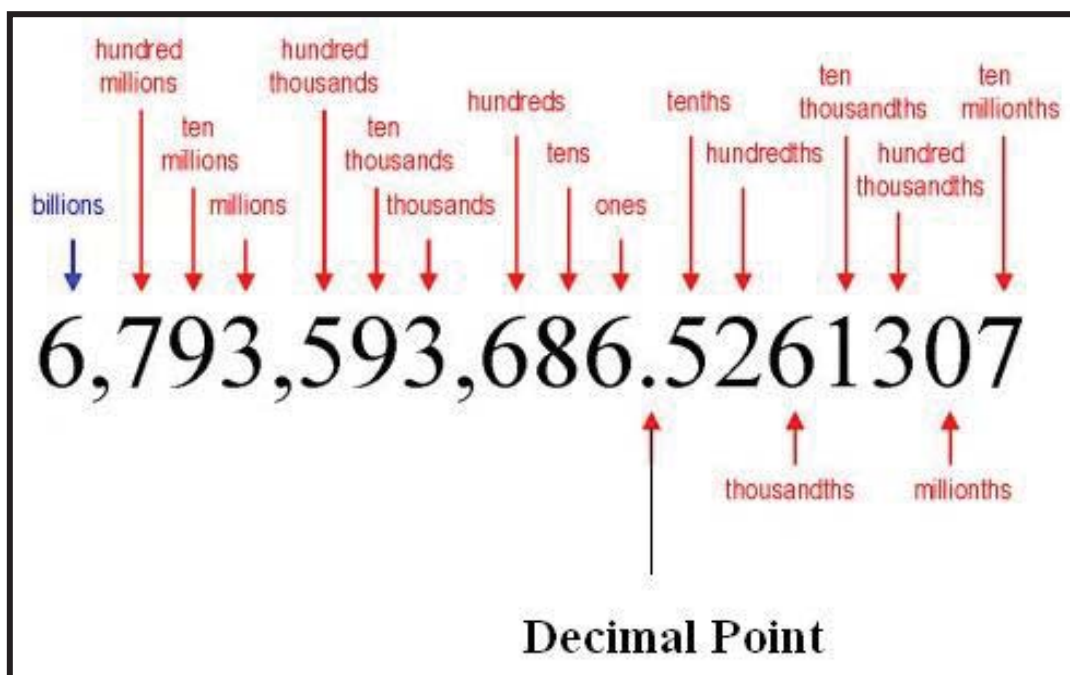 hundred
millions
hundred
thousands
ten
thousandths
ten
millionths
hundreds
tenths
ten
millions
ten
thousands
tens
hundredths
hundred
thousandths
billions
millions
thousands
ones
6,793,593,686.5261307
thousandths
millionths
Decimal Point